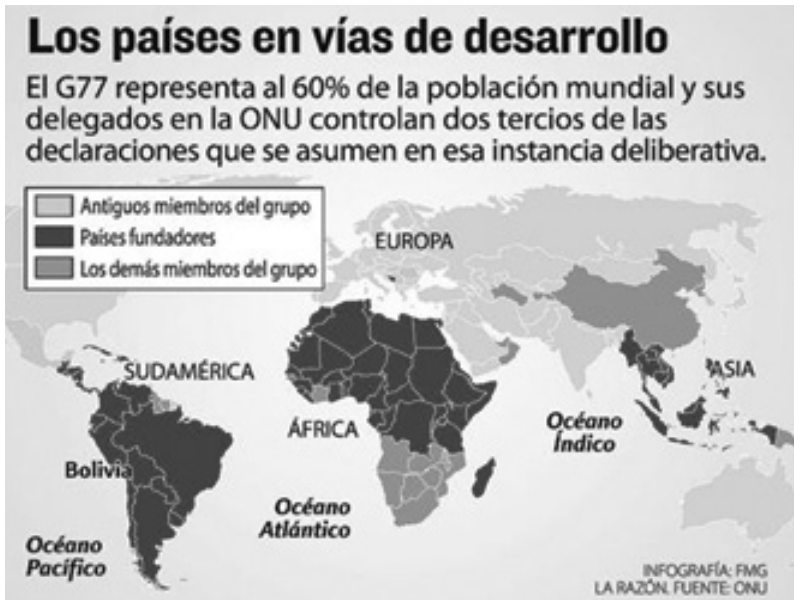 Los países en vías de desarrollo
El G77 representa al 60% de la población mundial y sus
delegados en la ONU controlan dos tercios de las
declaraciones que se asumen en esa instancia deliberativa.
Antiguos miembros del grupo
Países fundadores
Los demás miembros del grupo
EUROPA
SUDAMÉRICA
ASIA
ÁFRICA
Océano
Índico
Bolivia
Océano
Atlántico
Océano
Pacífico
INFOGRAFÍA: FMG
LA RAZÓN. FUENTE: ONU